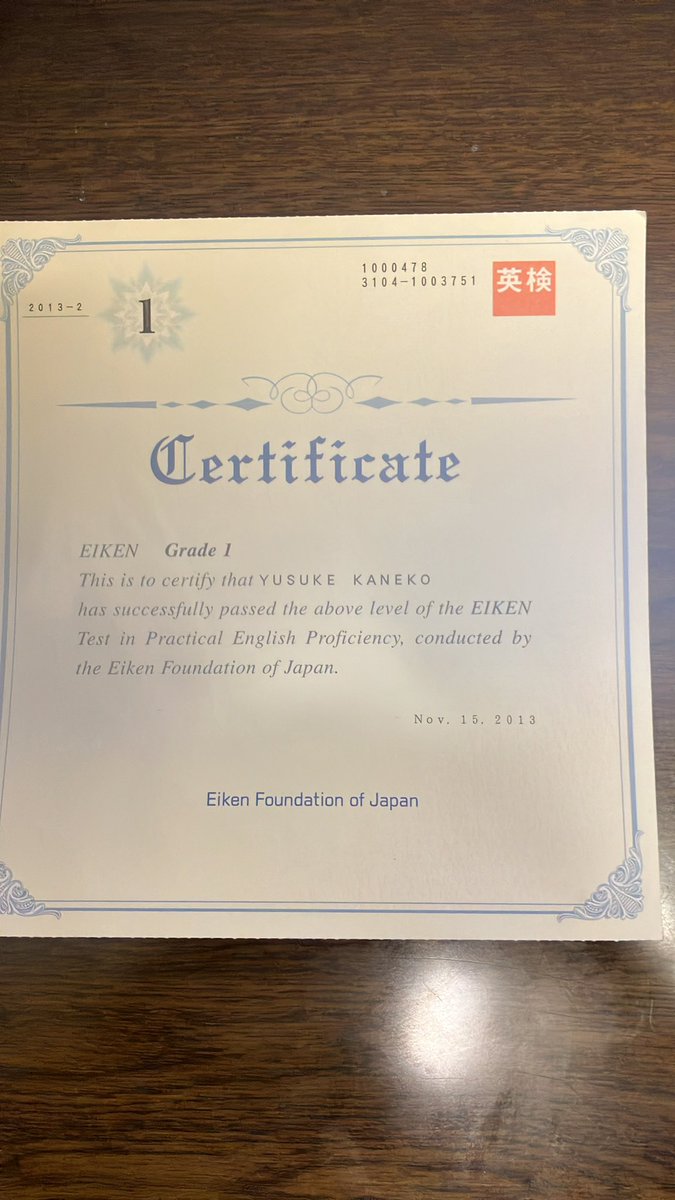 1000478
2013-2
1
3104-1003751
英検
Certificate
EIKEN Grade 1
This is to certify that YUSUKE KANEKO
has successfully passed the above level of the EIKEN
Test in Practical English Proficiency, conducted by
the Eiken Foundation of Japan.
Nov. 15. 2013
Eiken Foundation of Japan